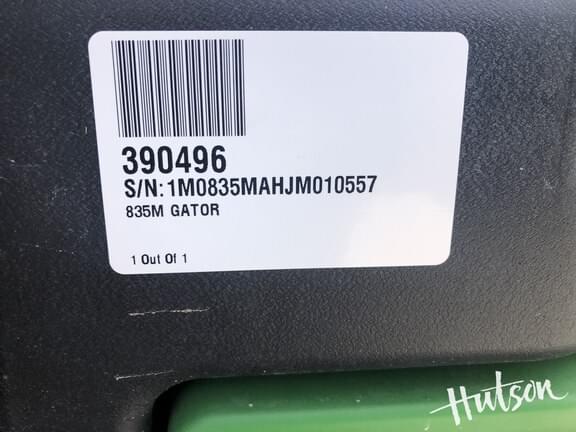 390496
S/N:1M0835MAHJM010557
835M GATOR
1 Out Of 1
Hutson